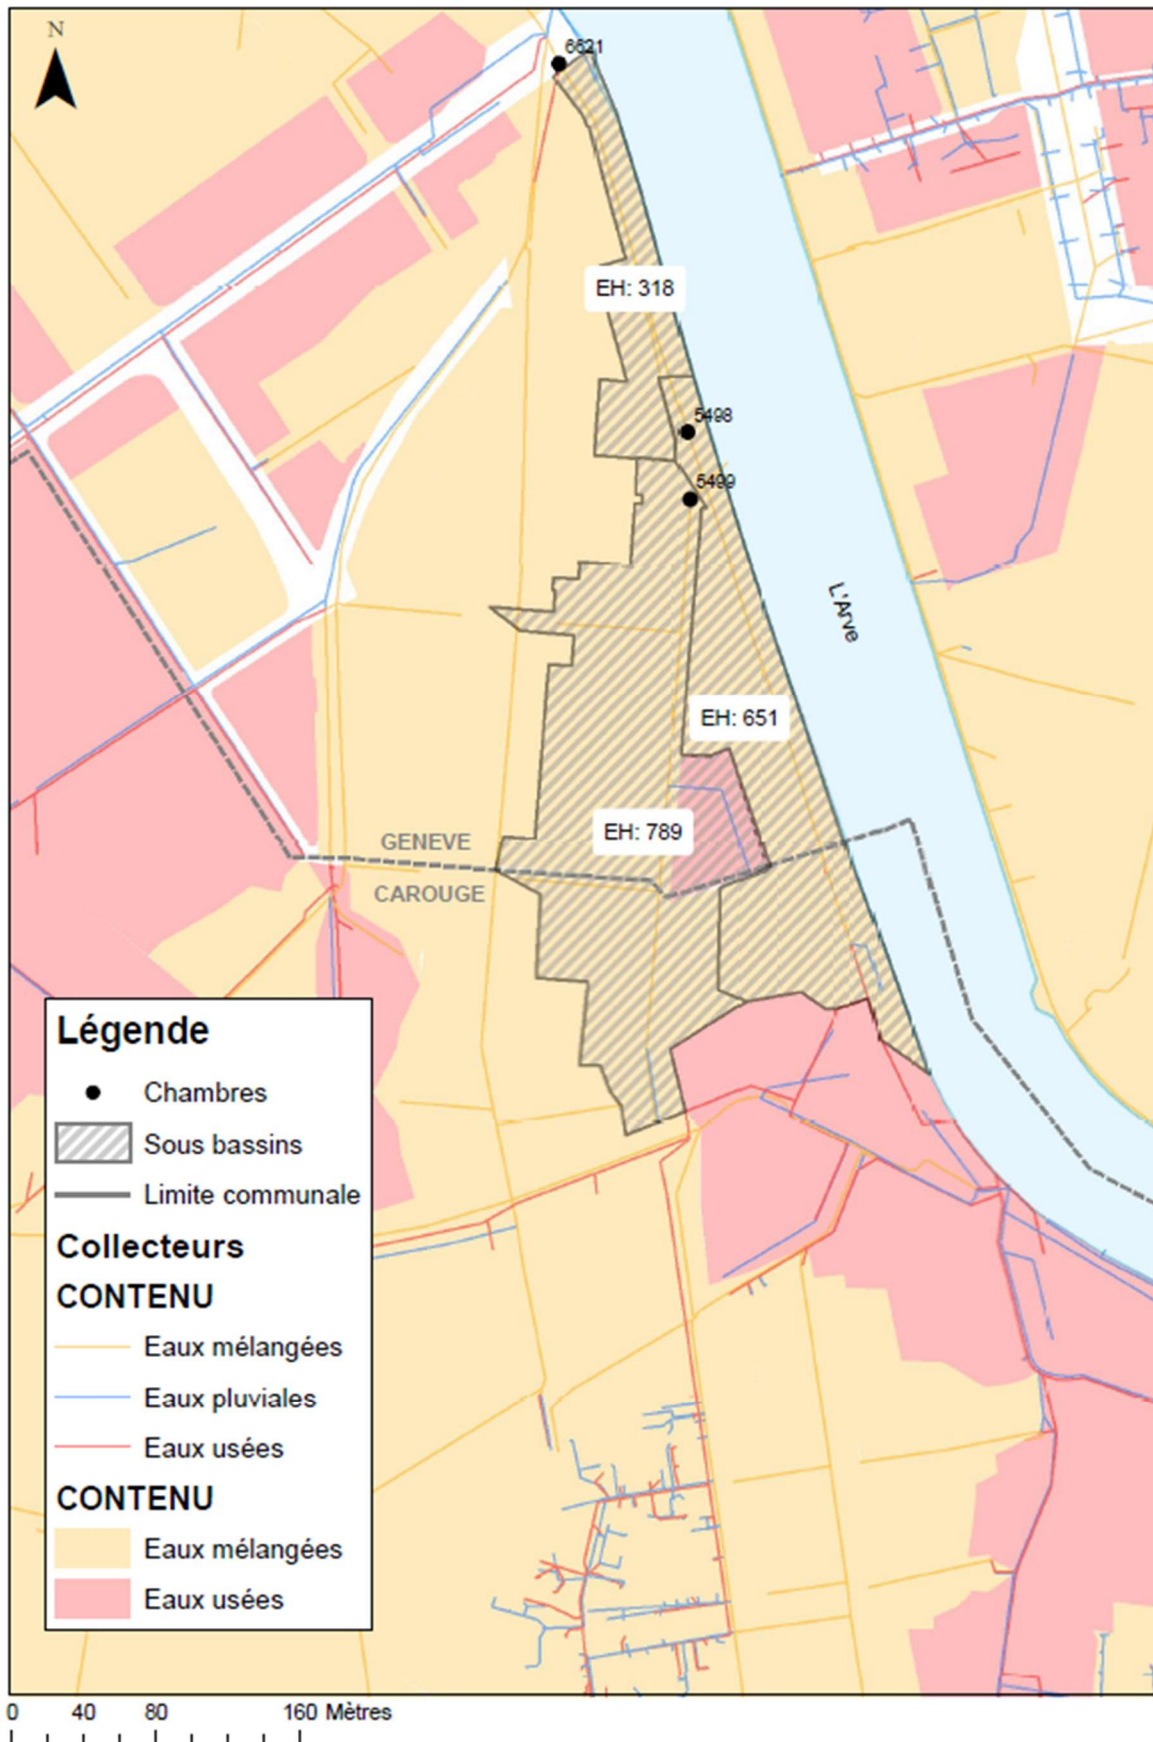 N
6621
EH: 318
5498
5499
L'Arve
EH: 651
EH: 789
GENEVE
CAROUGE
Légende
Chambres
Sous bassins
Limite communale
Collecteurs
CONTENU
Eaux mélangées
Eaux pluviales
Eaux usées
CONTENU
Eaux mélangées
Eaux usées
0 40 80 160 Mètres